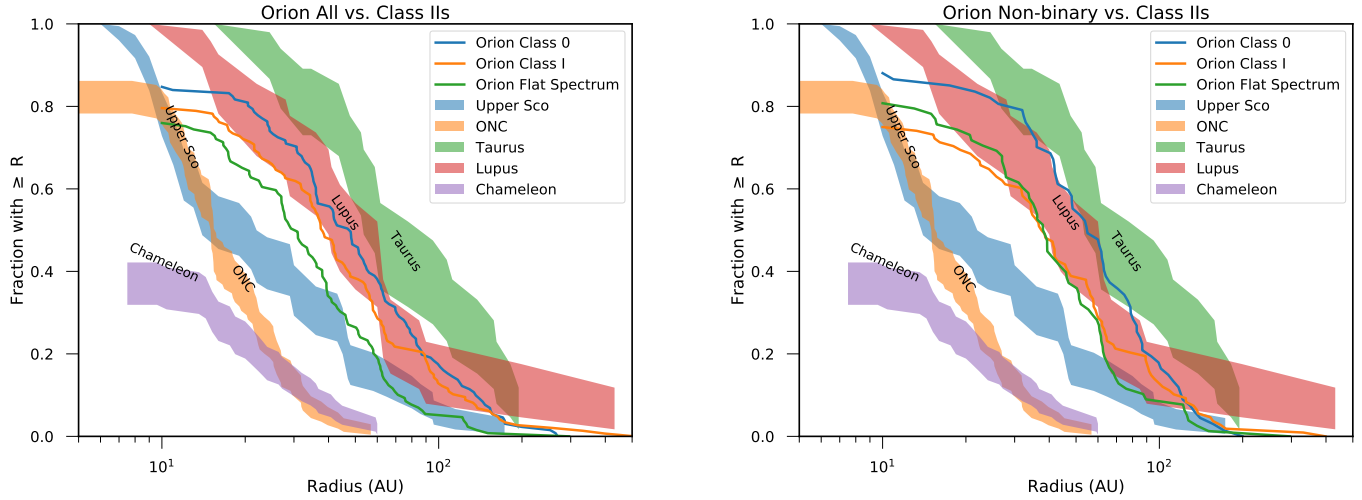 Orion All vs. Class IIs
Fraction with ≥ R
1.0
0.8
0.6
0.4
0.2
0.0
Orion Class 0
Orion Class I
Orion Flat Spectrum
Upper Sco
ONC
Taurus
Lupus
Chameleon
Upper Sco
Lupus
Taurus
Chameleon
ONC
10¹
10²
Radius (AU)
Orion Non-binary vs. Class IIs
Fraction with ≥ R
1.0
0.8
0.6
0.4
0.2
0.0
Orion Class 0
Orion Class I
Orion Flat Spectrum
Upper Sco
ONC
Taurus
Lupus
Chameleon
Upper Sco
Lupus
Taurus
Chameleon
ONC
10¹
10²
Radius (AU)